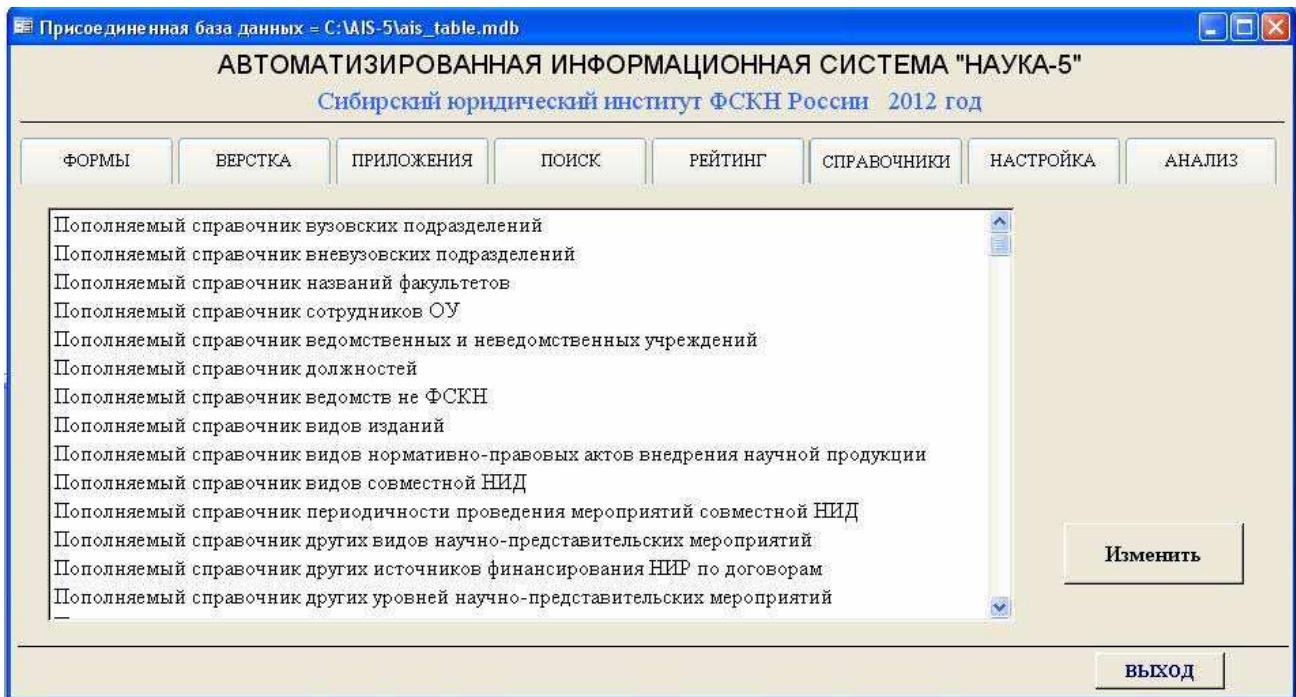 Присоединенная база данных = C:\AIS-5\ais_table.mdb
АВТОМАТИЗИРОВАННАЯ ИНФОРМАЦИОННАЯ СИСТЕМА "НАУКА-5"
Сибирский юридический институт ФСКН России 2012 год
ФОРМЫ ВЕРСТКА ПРИЛОЖЕНИЯ ПОИСК РЕЙТИНГ СПРАВОЧНИКИ НАСТРОЙКА АНАЛИЗ
Пополняемый справочник вузовских подразделений
Пополняемый справочник вневузовских подразделений
Пополняемый справочник названий факультетов
Пополняемый справочник сотрудников ОУ
Пополняемый справочник ведомственных и неведомственных учреждений
Пополняемый справочник должностей
Пополняемый справочник ведомств не ФСКН
Пополняемый справочник видов изданий
Пополняемый справочник видов нормативно-правовых актов внедрения научной продукции
Пополняемый справочник видов совместной НИД
Пополняемый справочник периодичности проведения мероприятий совместной НИД
Пополняемый справочник других видов научно-представительских мероприятий
Пополняемый справочник других источников финансирования НИР по договорам
Пополняемый справочник других уровней научно-представительских мероприятий
Изменить
ВЫХОД